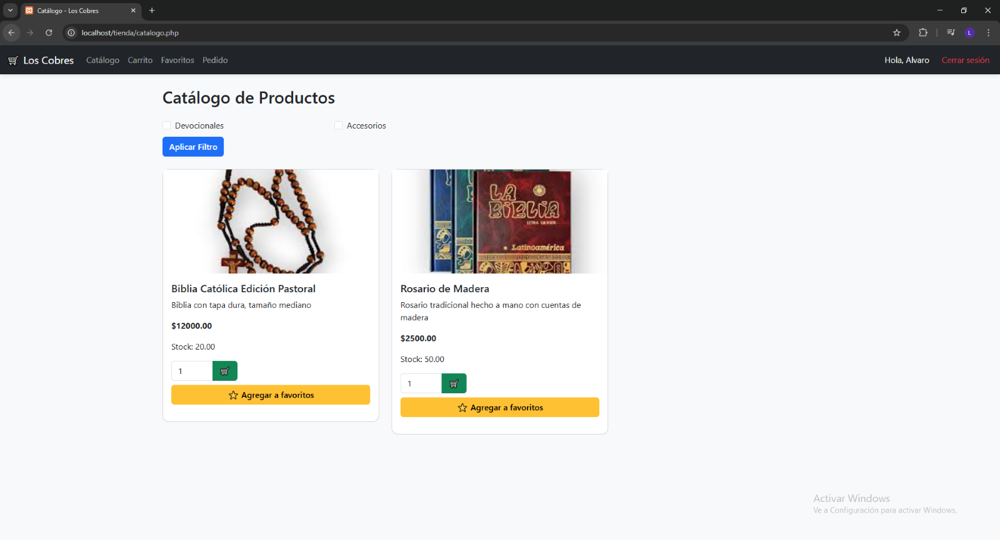 Catálogo - Los Cobres
localhost/tienda/catalogo.php
L
Los Cobres Catálogo Carrito Favoritos Pedido Hola, Alvaro Cerrar sesión
Catálogo de Productos
Devocionales Accesorios
Aplicar Filtro
LA
BIBLIA
LETRA GRANDE
Latinoamérica
Biblia Católica Edición Pastoral
Biblia con tapa dura, tamaño mediano
$12000.00
Stock: 20.00
1
Agregar a favoritos
Rosario de Madera
Rosario tradicional hecho a mano con cuentas de
madera
$2500.00
Stock: 50.00
1
Agregar a favoritos
Activar Windows
Ve a Configuración para activar Windows.